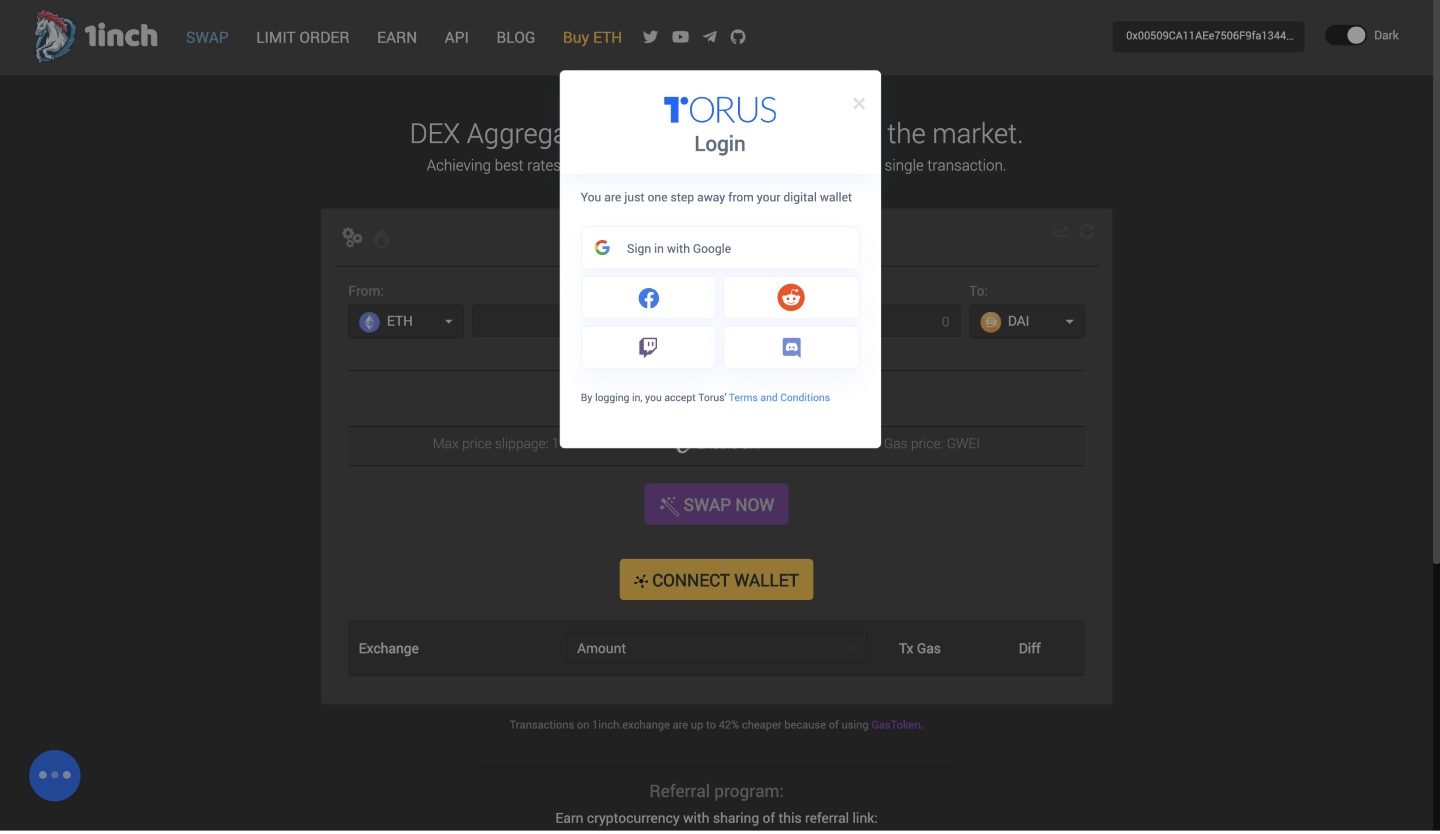 1inch SWAP LIMIT ORDER EARN API BLOG Buy ETH 0x00509CA11AEe7506F9fa1344... Dark
TORUS
Login
DEX Aggrega the market.
Achieving best rates single transaction.
You are just one step away from your digital wallet
Sign in with Google
From: To:
ETH 0 DAI
By logging in, you accept Torus' Terms and Conditions
Max price slippage: 1 Gas price: GWEI
SWAP NOW
CONNECT WALLET
Exchange Amount Tx Gas Diff
Transactions on 1inch.exchange are up to 42% cheaper because of using GasToken.
Referral program:
Earn cryptocurrency with sharing of this referral link: